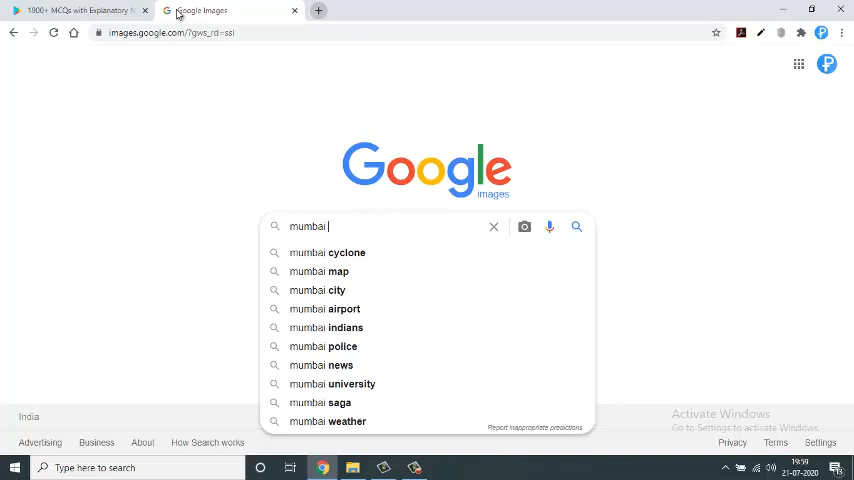 1900+ MCQs with Explanatory N
Google Images
images.google.com/?gws_rd=ssl
Google
images
mumbai
mumbai cyclone
mumbai map
mumbai city
mumbai airport
mumbai indians
mumbai police
mumbai news
mumbai university
mumbai saga
mumbai weather
Report inappropriate predictions
India
Activate Windows
Go to Settings to activate Windows.
Advertising Business About How Search works Privacy Terms Settings
Type here to search
19:59
21-07-2020
13